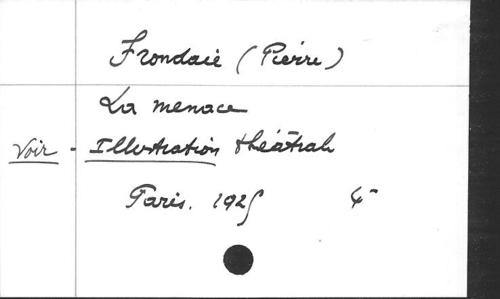 Frondaie (Pierre)
La menace
Voir - Illustration théâtrale
Paris. 1925 4°